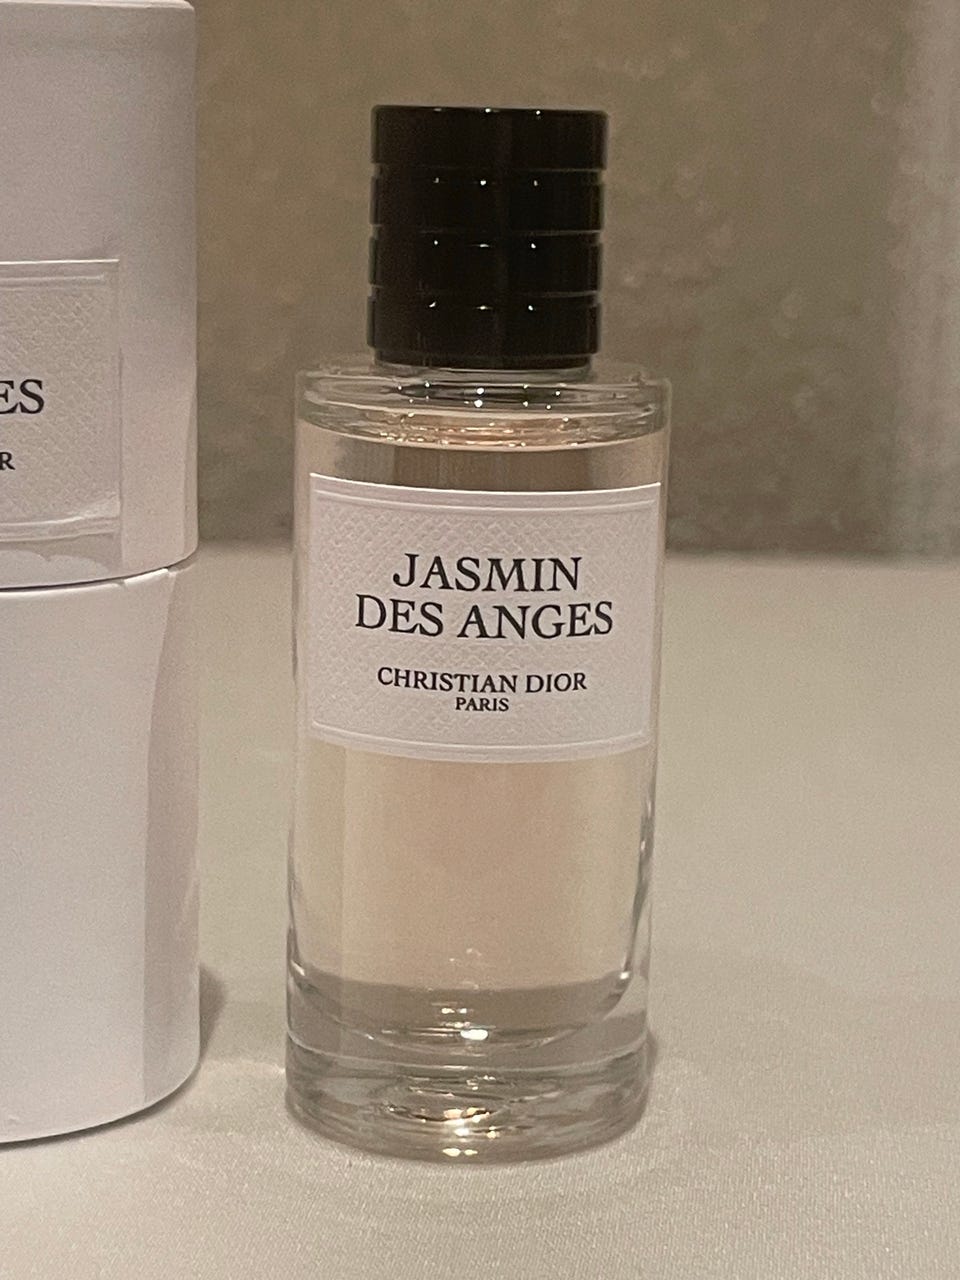 ES
R
JASMIN
DES ANGES
CHRISTIAN DIOR
PARIS